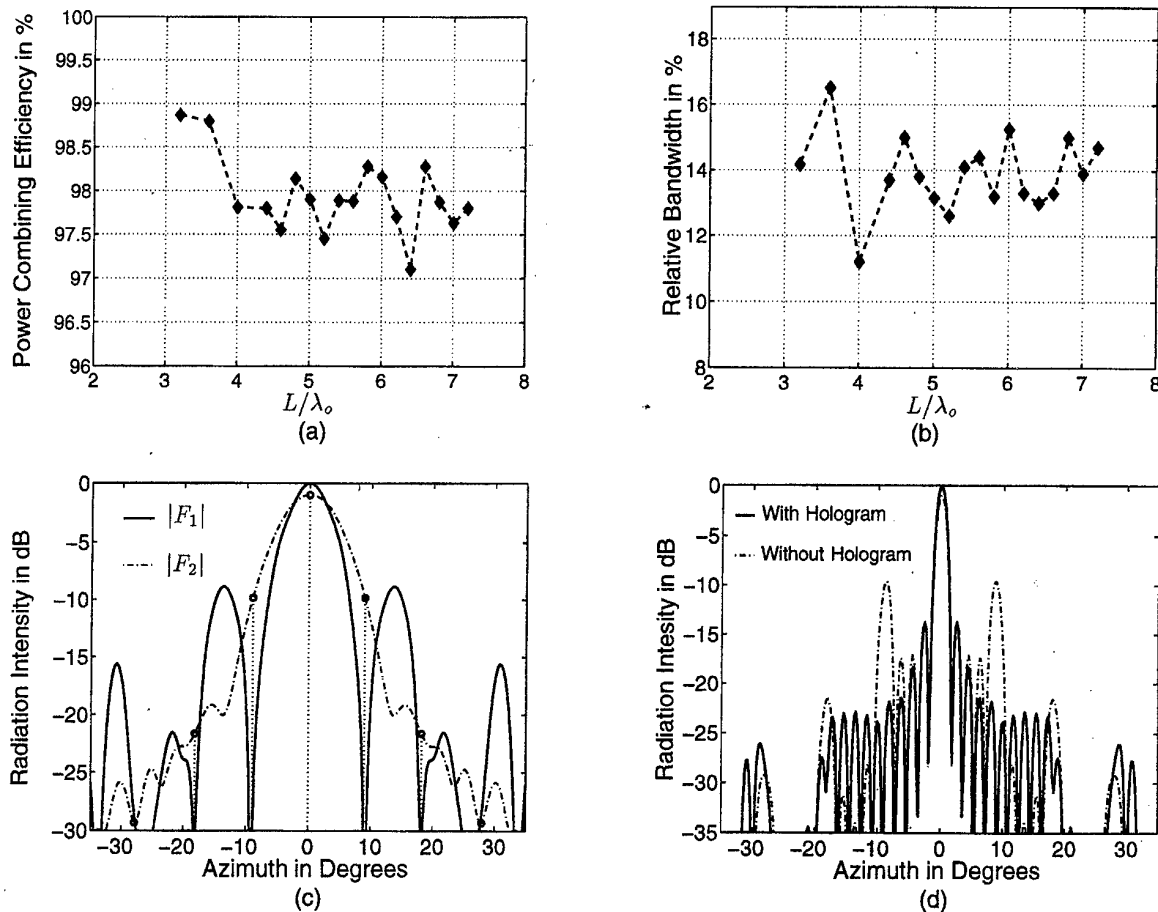 Power Combining Efficiency in %
100
99.5
99
98.5
98
97.5
97
96.5
96
2 3 4 5 6 7 8
L/λo
(a)
Relative Bandwidth in %
18
16
14
12
10
8
2 3 4 5 6 7 8
L/λo
(b)
Radiation Intensity in dB
0
−5
−10
−15
−20
−25
−30
|F1|
|F2|
−30 −20 −10 0 10 20 30
Azimuth in Degrees
(c)
Radiation Intesity in dB
0
−5
−10
−15
−20
−25
−30
−35
With Hologram
Without Hologram
−30 −20 −10 0 10 20 30
Azimuth in Degrees
(d)